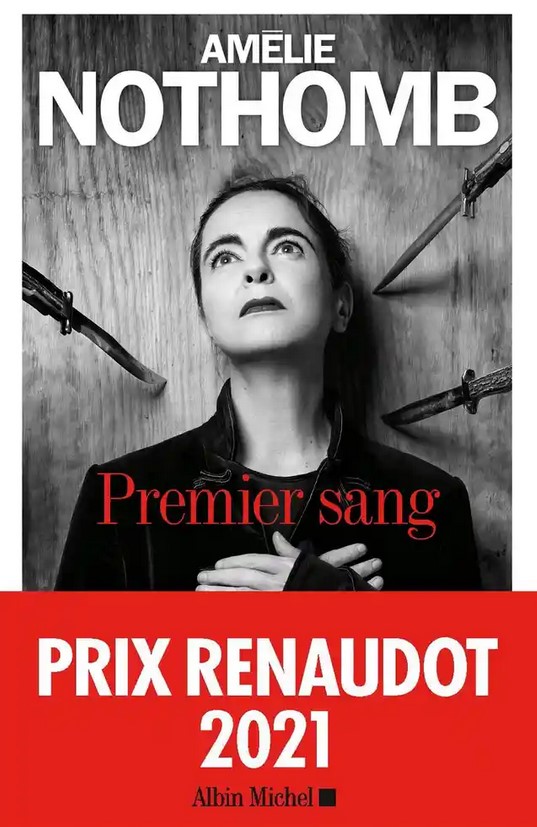 AMÉLIE
NOTHOMB
Premier sang
PRIX RENAUDOT
2021
Albin Michel